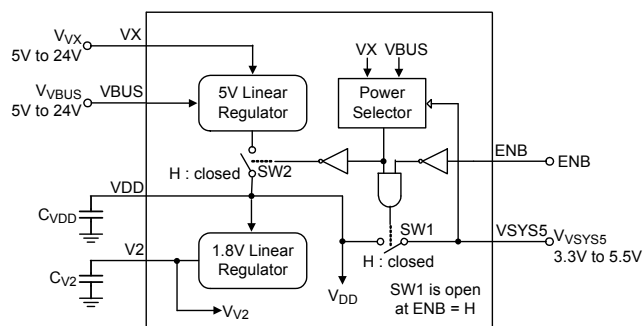 VVX
5V to 24V
VX
VVBUS
5V to 24V
VBUS
5V Linear
Regulator
VX
VBUS
Power
Selector
ENB
ENB
H : closed
SW2
VDD
CVDD
V2
CV2
1.8V Linear
Regulator
VV2
VDD
SW1
H : closed
VSYS5
VVSYS5
3.3V to 5.5V
SW1 is open
at ENB = H